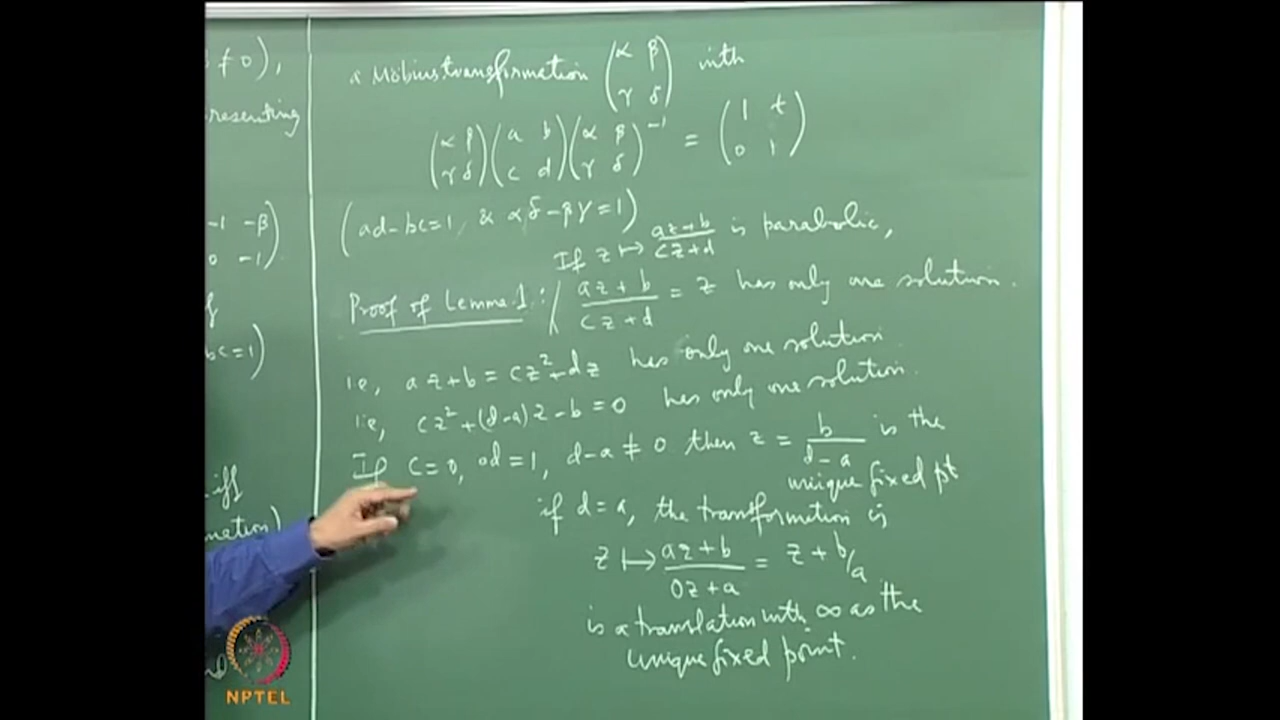 ≠ 0),
resenting
-1 -β
0 -1)
bc=1)
iff
mation)
a Möbius transformation (α β
γ δ) with
(α β
γ δ)(a b
c d)(α β
γ δ)⁻¹ = (1 t
0 1)
(ad-bc=1, & αδ-βγ=1)
If z ↦ az+b
cz+d is parabolic,
Proof of Lemma 1: az+b
cz+d = z has only one solution.
i.e, az+b = cz²+dz has only one solution.
i.e, cz²+(d-a)z-b=0 has only one solution.
If c=0, ad=1, d-a ≠ 0 then z = b
d-a is the
unique fixed pt
if d=a, the transformation is
z ↦ az+b
0z+a = z + b/a
is a translation with ∞ as the
unique fixed point.
NPTEL